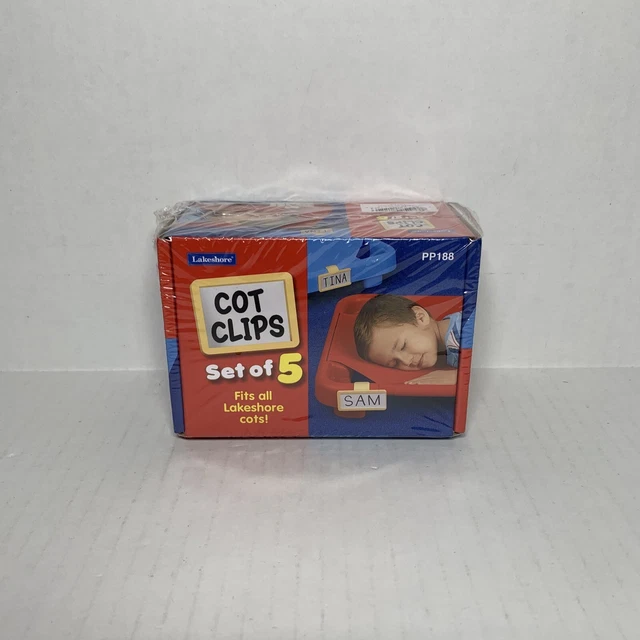 Lakeshore
PP188
TINA
COT
CLIPS
Set of 5
Fits all
Lakeshore
cots!
SAM